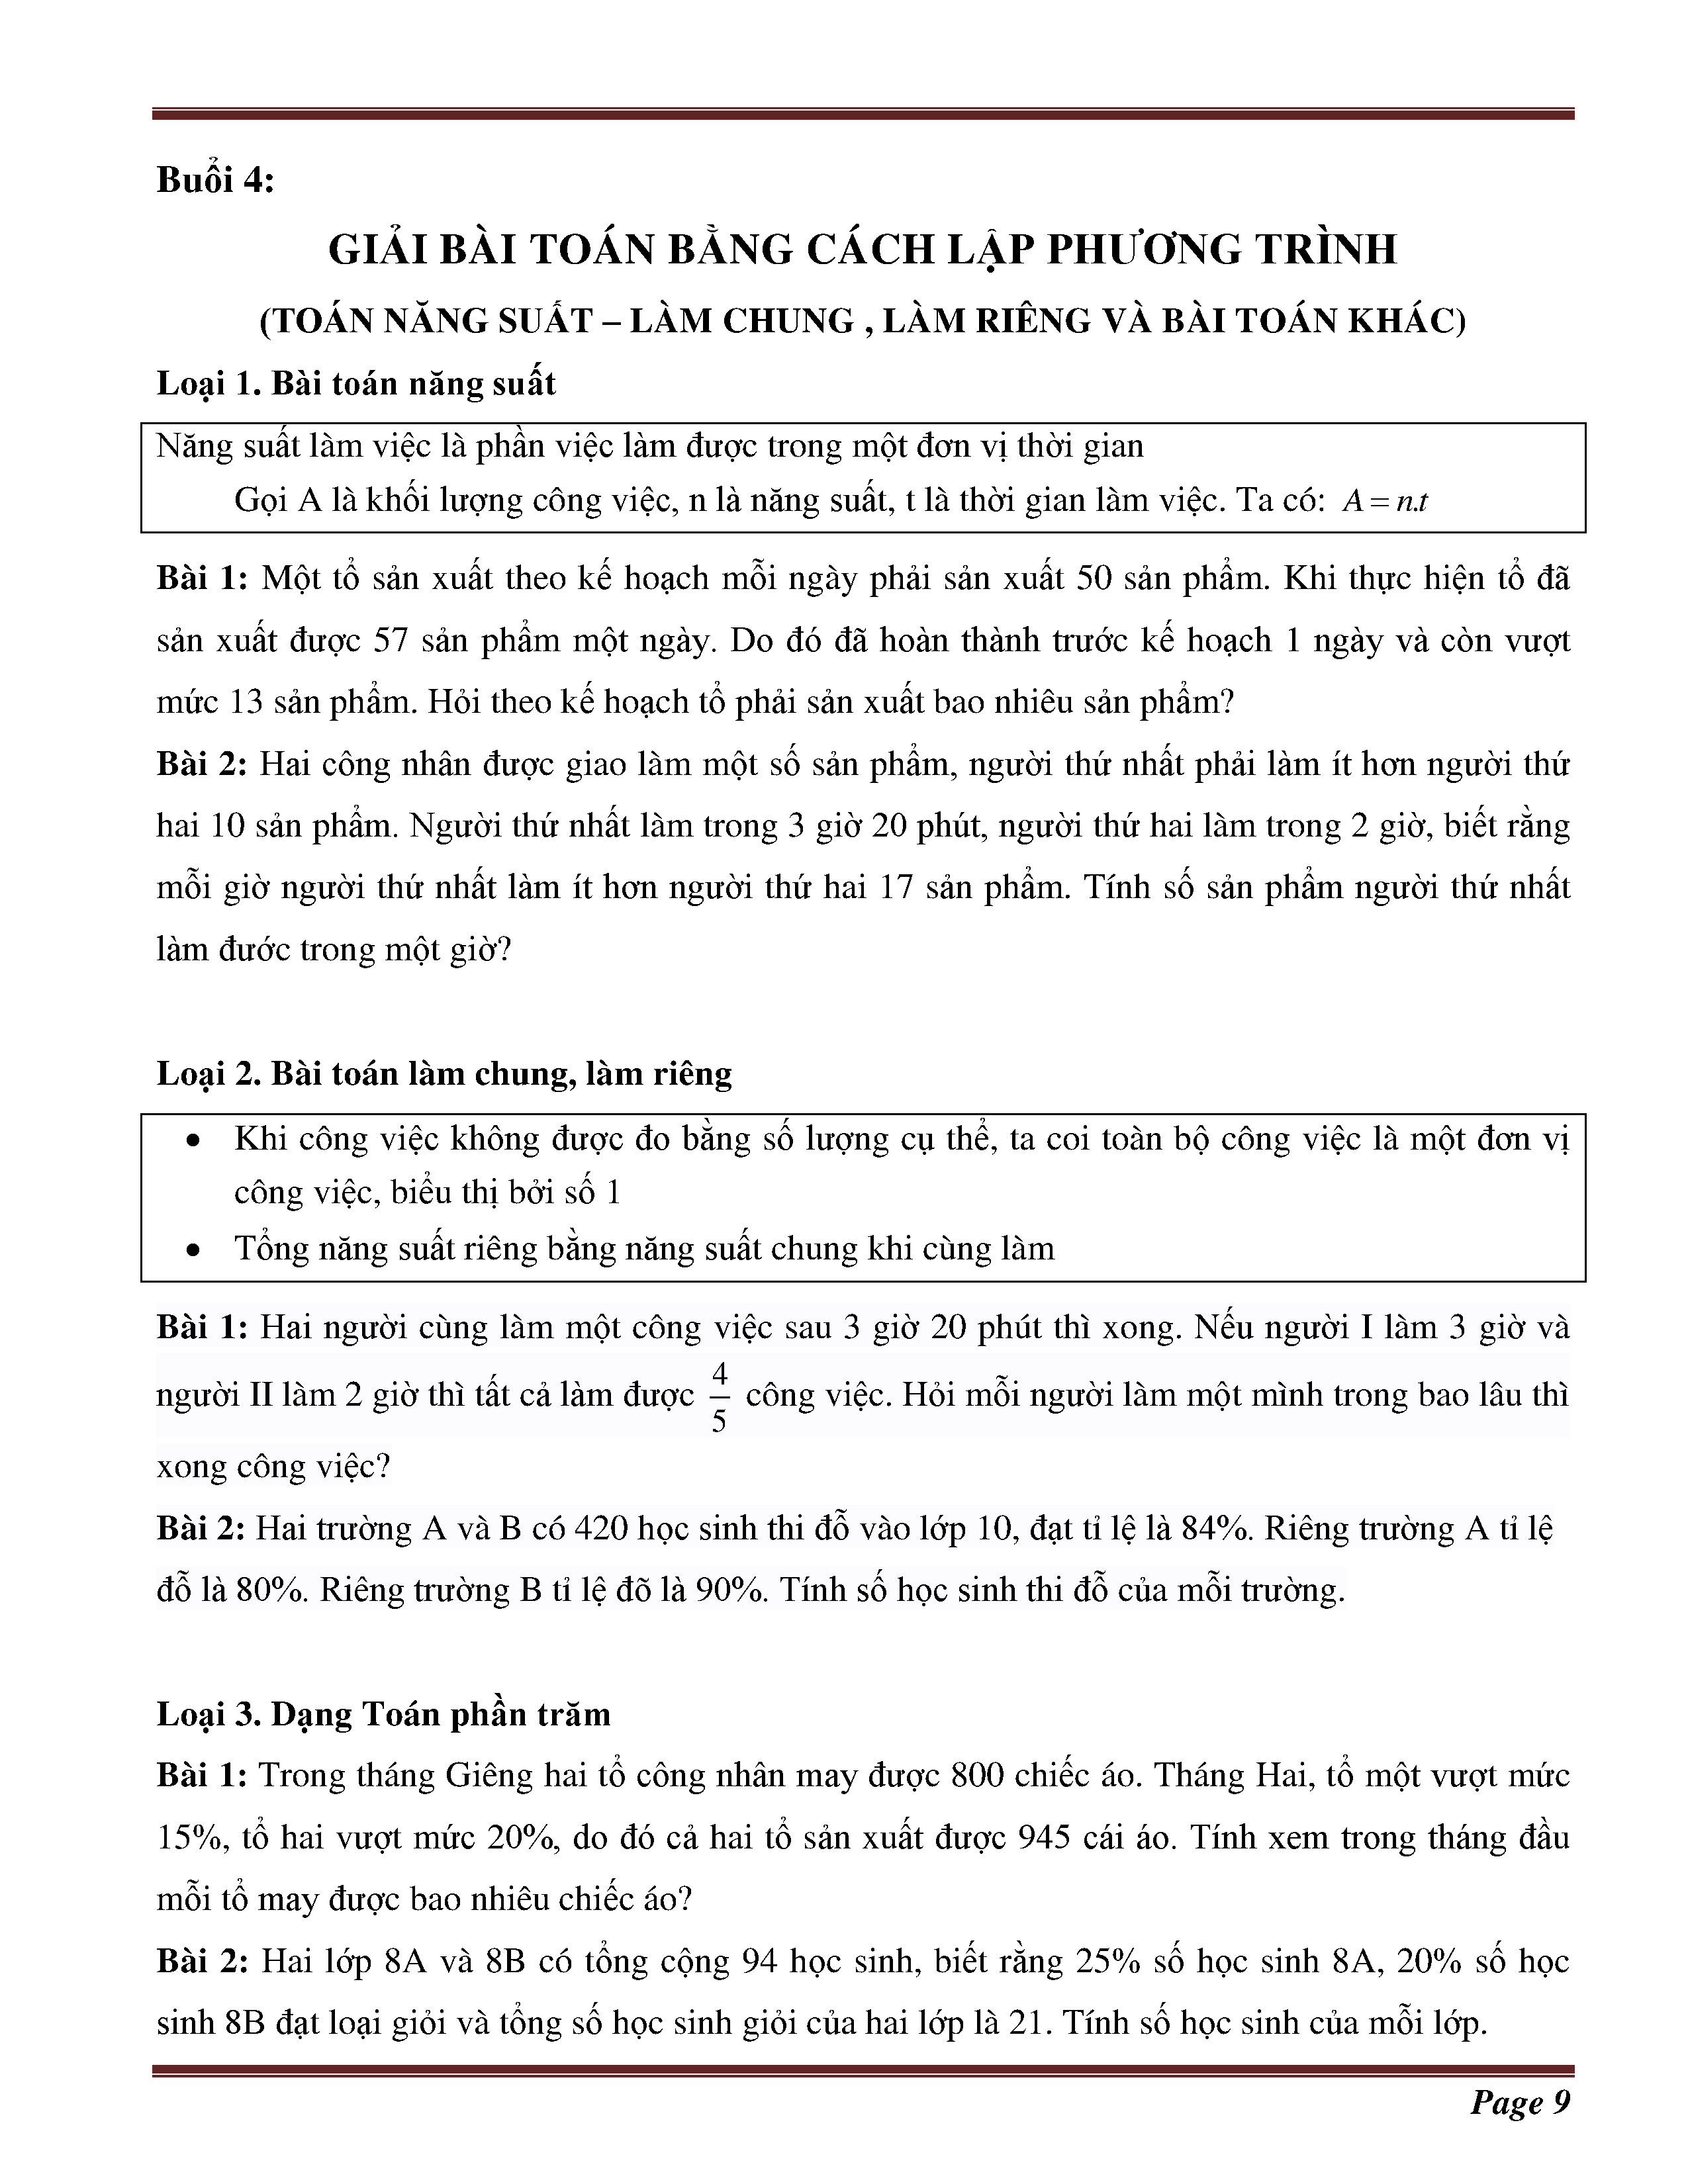 Buổi 4:
GIẢI BÀI TOÁN BẰNG CÁCH LẬP PHƯƠNG TRÌNH
(TOÁN NĂNG SUẤT – LÀM CHUNG , LÀM RIÊNG VÀ BÀI TOÁN KHÁC)
Loại 1. Bài toán năng suất
Năng suất làm việc là phần việc làm được trong một đơn vị thời gian
Gọi A là khối lượng công việc, n là năng suất, t là thời gian làm việc. Ta có: A = n.t
Bài 1: Một tổ sản xuất theo kế hoạch mỗi ngày phải sản xuất 50 sản phẩm. Khi thực hiện tổ đã
sản xuất được 57 sản phẩm một ngày. Do đó đã hoàn thành trước kế hoạch 1 ngày và còn vượt
mức 13 sản phẩm. Hỏi theo kế hoạch tổ phải sản xuất bao nhiêu sản phẩm?
Bài 2: Hai công nhân được giao làm một số sản phẩm, người thứ nhất phải làm ít hơn người thứ
hai 10 sản phẩm. Người thứ nhất làm trong 3 giờ 20 phút, người thứ hai làm trong 2 giờ, biết rằng
mỗi giờ người thứ nhất làm ít hơn người thứ hai 17 sản phẩm. Tính số sản phẩm người thứ nhất
làm đước trong một giờ?
Loại 2. Bài toán làm chung, làm riêng
• Khi công việc không được đo bằng số lượng cụ thể, ta coi toàn bộ công việc là một đơn vị
công việc, biểu thị bởi số 1
• Tổng năng suất riêng bằng năng suất chung khi cùng làm
Bài 1: Hai người cùng làm một công việc sau 3 giờ 20 phút thì xong. Nếu người I làm 3 giờ và
người II làm 2 giờ thì tất cả làm được 4/5 công việc. Hỏi mỗi người làm một mình trong bao lâu thì
xong công việc?
Bài 2: Hai trường A và B có 420 học sinh thi đỗ vào lớp 10, đạt tỉ lệ là 84%. Riêng trường A tỉ lệ
đỗ là 80%. Riêng trường B tỉ lệ đõ là 90%. Tính số học sinh thi đỗ của mỗi trường.
Loại 3. Dạng Toán phần trăm
Bài 1: Trong tháng Giêng hai tổ công nhân may được 800 chiếc áo. Tháng Hai, tổ một vượt mức
15%, tổ hai vượt mức 20%, do đó cả hai tổ sản xuất được 945 cái áo. Tính xem trong tháng đầu
mỗi tổ may được bao nhiêu chiếc áo?
Bài 2: Hai lớp 8A và 8B có tổng cộng 94 học sinh, biết rằng 25% số học sinh 8A, 20% số học
sinh 8B đạt loại giỏi và tổng số học sinh giỏi của hai lớp là 21. Tính số học sinh của mỗi lớp.
Page 9